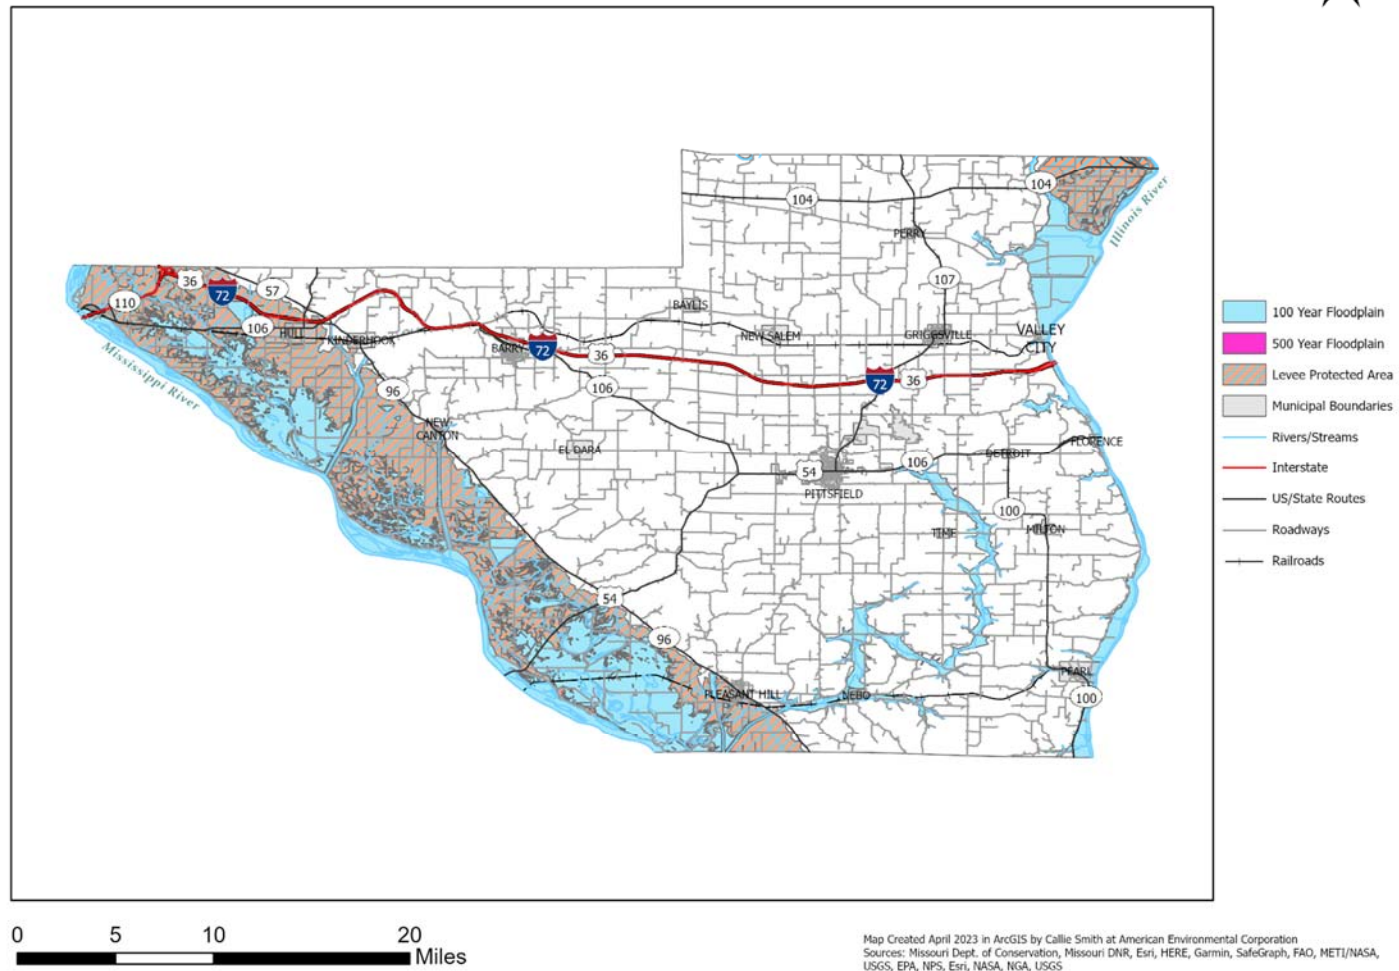 104
104
Illinois River
PERRY
107
110
36
72
57
106
HULL
KINDERHOOK
BAYLIS
NEW SALEM
GRIGGSVILLE
VALLEY
CITY
BARRY
72
36
72
36
Mississippi River
96
106
NEW
CANTON
EL DARA
FLORENCE
DETROIT
54
106
PITTSFIELD
100
TIME
MILTON
54
96
PEARL
PLEASANT HILL
NEBO
100
100 Year Floodplain
500 Year Floodplain
Levee Protected Area
Municipal Boundaries
Rivers/Streams
Interstate
US/State Routes
Roadways
Railroads
0 5 10 20
Miles
Map Created April 2023 in ArcGIS by Callie Smith at American Environmental Corporation
Sources: Missouri Dept. of Conservation, Missouri DNR, Esri, HERE, Garmin, SafeGraph, FAO, METI/NASA,
USGS, EPA, NPS, Esri, NASA, NGA, USGS